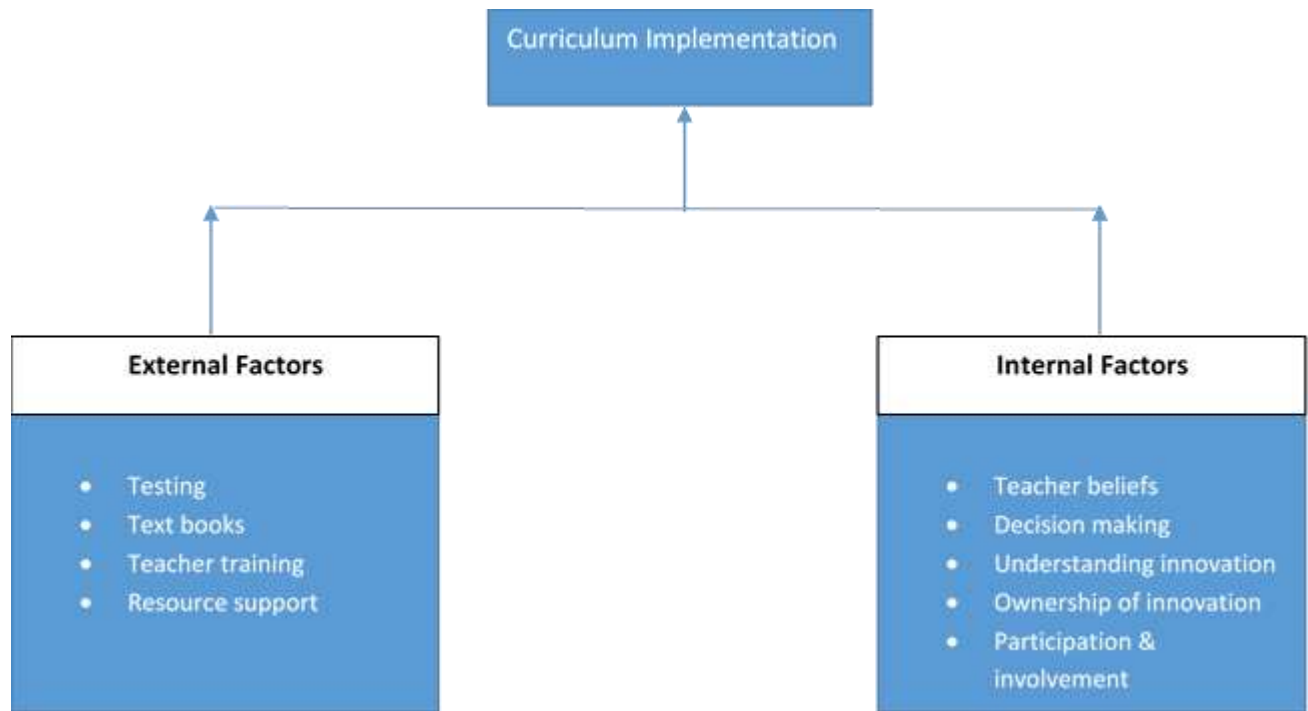 Curriculum Implementation
External Factors
• Testing
• Text books
• Teacher training
• Resource support
Internal Factors
• Teacher beliefs
• Decision making
• Understanding innovation
• Ownership of innovation
• Participation &
involvement